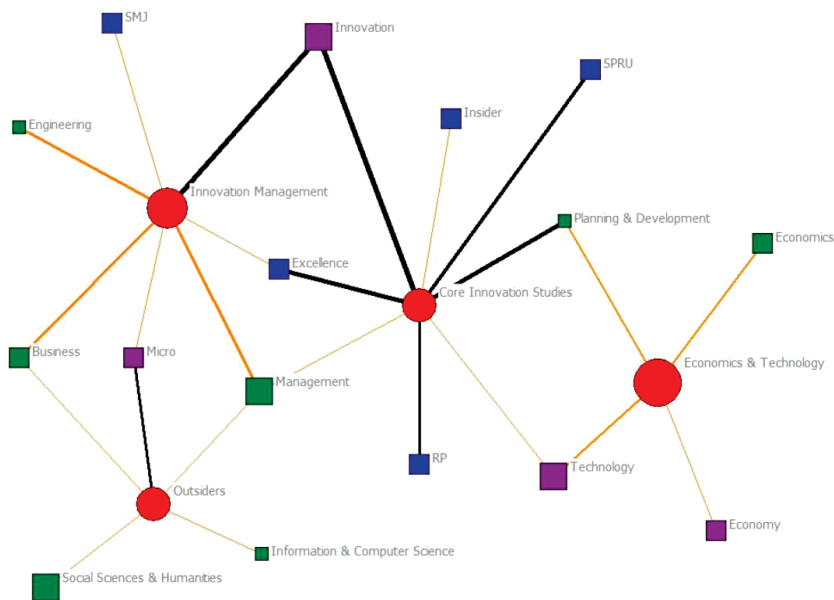 SMJ
Innovation
SPRU
Insider
Engineering
Innovation Management
Planning & Development
Economics
Excellence
Core Innovation Studies
Business
Micro
Management
Economics & Technology
RP
Technology
Outsiders
Economy
Information & Computer Science
Social Sciences & Humanities